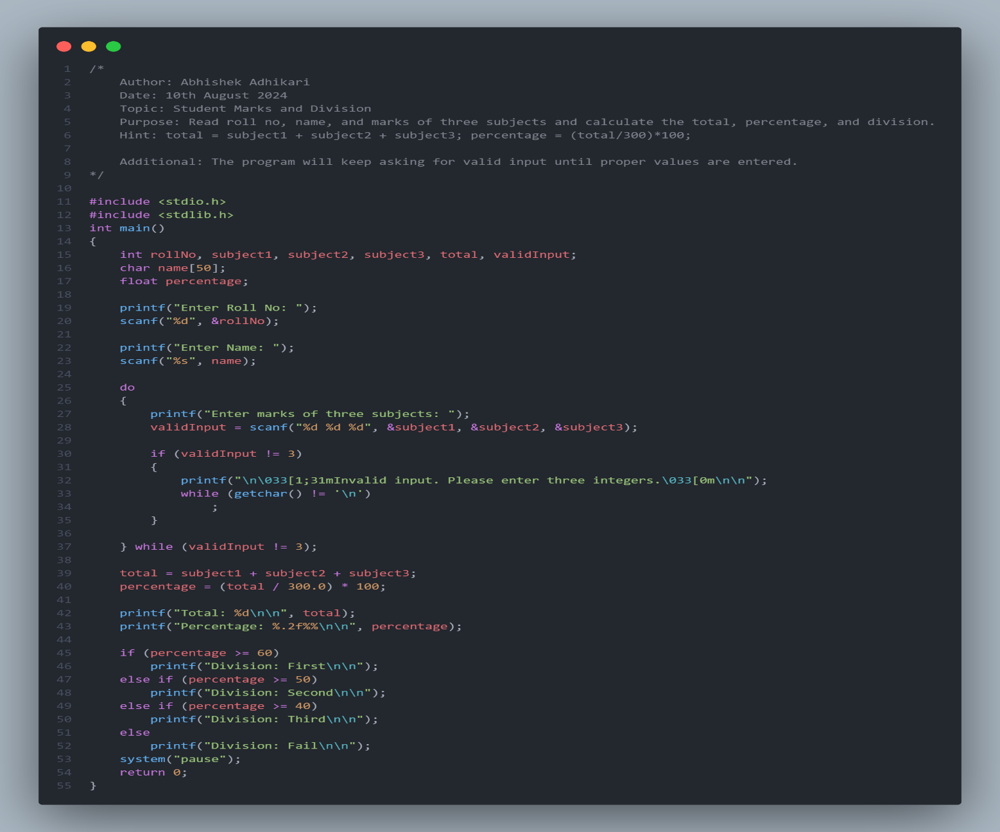 1 /*
2     Author: Abhishek Adhikari
3     Date: 10th August 2024
4     Topic: Student Marks and Division
5     Purpose: Read roll no, name, and marks of three subjects and calculate the total, percentage, and division.
6     Hint: total = subject1 + subject2 + subject3; percentage = (total/300)*100;
7
8     Additional: The program will keep asking for valid input until proper values are entered.
9 */
10
11 #include <stdio.h>
12 #include <stdlib.h>
13 int main()
14 {
15     int rollNo, subject1, subject2, subject3, total, validInput;
16     char name[50];
17     float percentage;
18
19     printf("Enter Roll No: ");
20     scanf("%d", &rollNo);
21
22     printf("Enter Name: ");
23     scanf("%s", name);
24
25     do
26     {
27         printf("Enter marks of three subjects: ");
28         validInput = scanf("%d %d %d", &subject1, &subject2, &subject3);
29
30         if (validInput != 3)
31         {
32             printf("\n\033[1;31mInvalid input. Please enter three integers.\033[0m\n\n");
33             while (getchar() != '\n')
34                 ;
35         }
36
37     } while (validInput != 3);
38
39     total = subject1 + subject2 + subject3;
40     percentage = (total / 300.0) * 100;
41
42     printf("Total: %d\n\n", total);
43     printf("Percentage: %.2f%%\n\n", percentage);
44
45     if (percentage >= 60)
46         printf("Division: First\n\n");
47     else if (percentage >= 50)
48         printf("Division: Second\n\n");
49     else if (percentage >= 40)
50         printf("Division: Third\n\n");
51     else
52         printf("Division: Fail\n\n");
53     system("pause");
54     return 0;
55 }